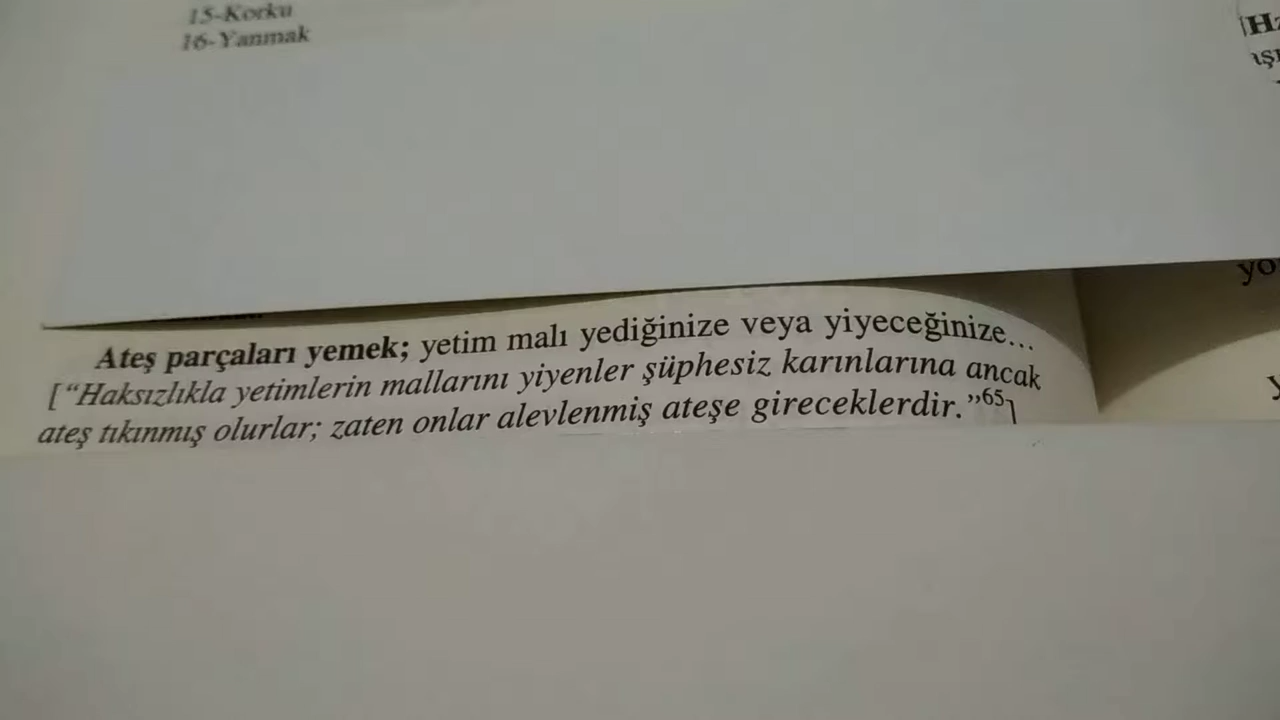 15-Korku
16-Yanmak
Ateş parçaları yemek; yetim malı yediğinize veya yiyeceğinize...
[“Haksızlıkla yetimlerin mallarını yiyenler şüphesiz karınlarına ancak
ateş tıkınmış olurlar; zaten onlar alevlenmiş ateşe gireceklerdir.”65]